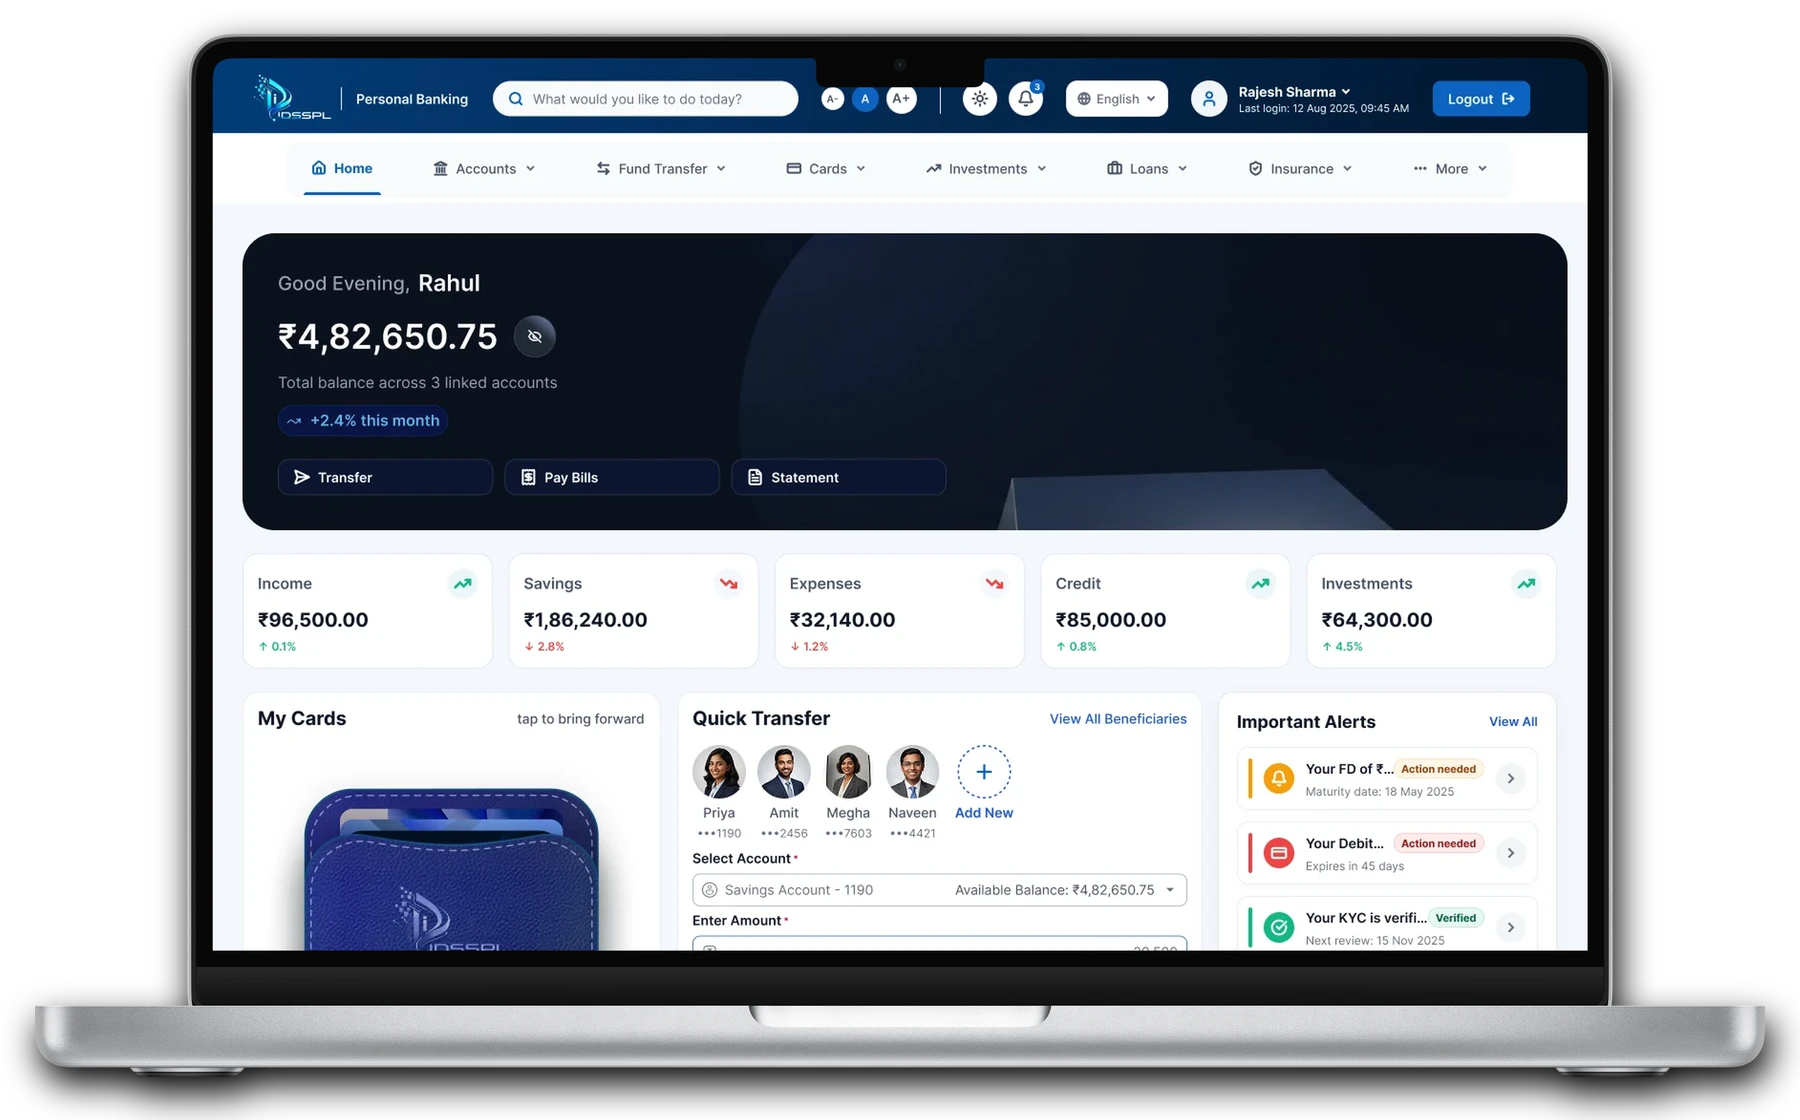 IDSSPL
Personal Banking
What would you like to do today?
A-
A
A+
3
English
Rajesh Sharma
Last login: 12 Aug 2025, 09:45 AM
Logout
Home
Accounts
Fund Transfer
Cards
Investments
Loans
Insurance
More
Good Evening, Rahul
₹4,82,650.75
Total balance across 3 linked accounts
+2.4% this month
Transfer
Pay Bills
Statement
Income
₹96,500.00
↑ 0.1%
Savings
₹1,86,240.00
↓ 2.8%
Expenses
₹32,140.00
↓ 1.2%
Credit
₹85,000.00
↑ 0.8%
Investments
₹64,300.00
↑ 4.5%
My Cards
tap to bring forward
IDSSPL
Quick Transfer
View All Beneficiaries
Priya
•••1190
Amit
•••2456
Megha
•••7603
Naveen
•••4421
Add New
Select Account*
Savings Account - 1190
Available Balance: ₹4,82,650.75
Enter Amount*
Important Alerts
View All
Your FD of ₹...
Action needed
Maturity date: 18 May 2025
Your Debit...
Action needed
Expires in 45 days
Your KYC is verifi...
Verified
Next review: 15 Nov 2025